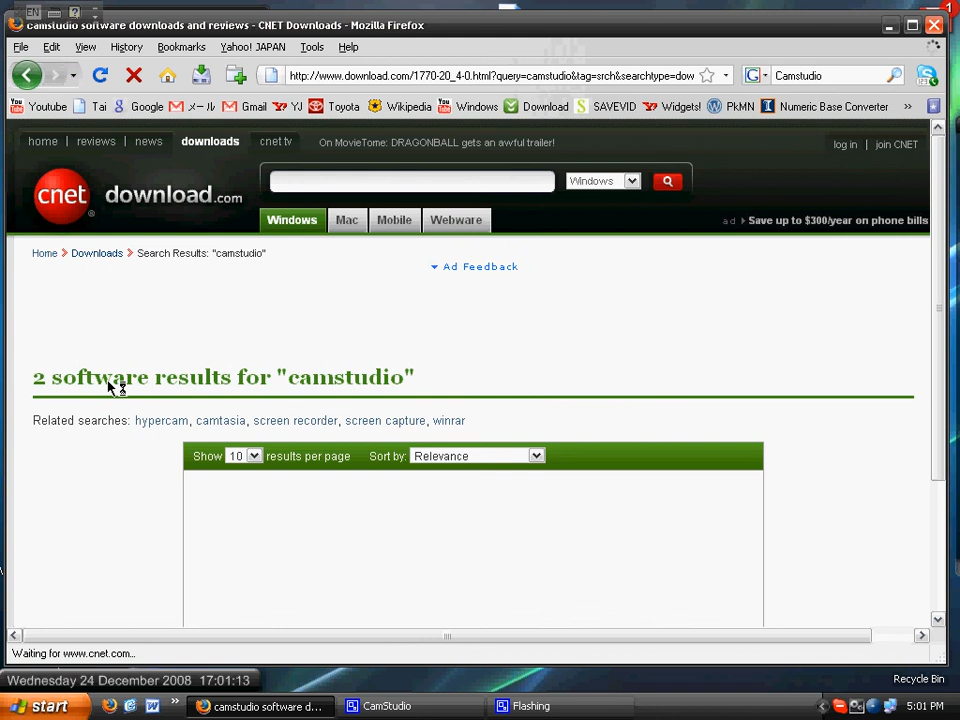 EN
camstudio software downloads and reviews - CNET Downloads - Mozilla Firefox
1
File Edit View History Bookmarks Yahoo! JAPAN Tools Help
http://www.download.com/1770-20_4-0.html?query=camstudio&tag=srch&searchtype=dow
Camstudio
Youtube Tai Google メール Gmail YJ Toyota Wikipedia Windows Download SAVEVID Widgets! PkMN Numeric Base Converter »
home | reviews | news downloads cnet tv On MovieTome: DRAGONBALL gets an awful trailer! log in | join CNET
cnet download.com
Windows
Windows Mac Mobile Webware ad Save up to $300/year on phone bills
Home Downloads Search Results: "camstudio"
Ad Feedback
2 software results for "camstudio"
Related searches: hypercam, camtasia, screen recorder, screen capture, winrar
Show 10 results per page Sort by: Relevance
Waiting for www.cnet.com...
Wednesday 24 December 2008 17:01:13
Recycle Bin
start » camstudio software d... CamStudio Flashing 5:01 PM